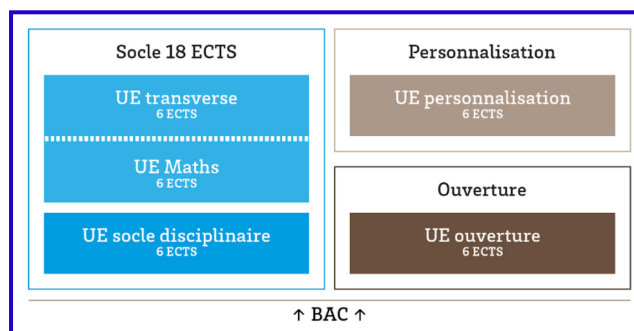 Socle 18 ECTS
UE transverse
6 ECTS
UE Maths
6 ECTS
UE socle disciplinaire
6 ECTS
Personnalisation
UE personnalisation
6 ECTS
Ouverture
UE ouverture
6 ECTS
↑ BAC ↑